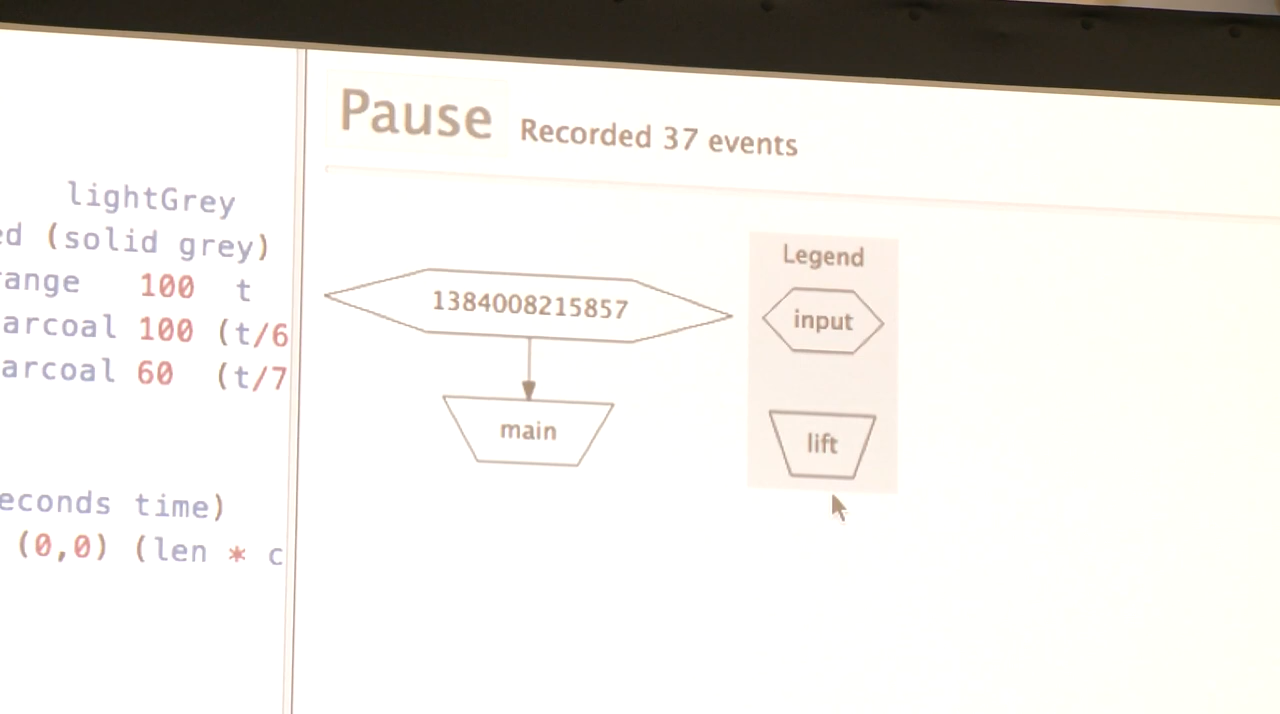 lightGrey
ed (solid grey)
ange 100 t
arcoal 100 (t/6
arcoal 60 (t/7
econds time)
(0,0) (len * c
Pause
Recorded 37 events
1384008215857
main
Legend
input
lift